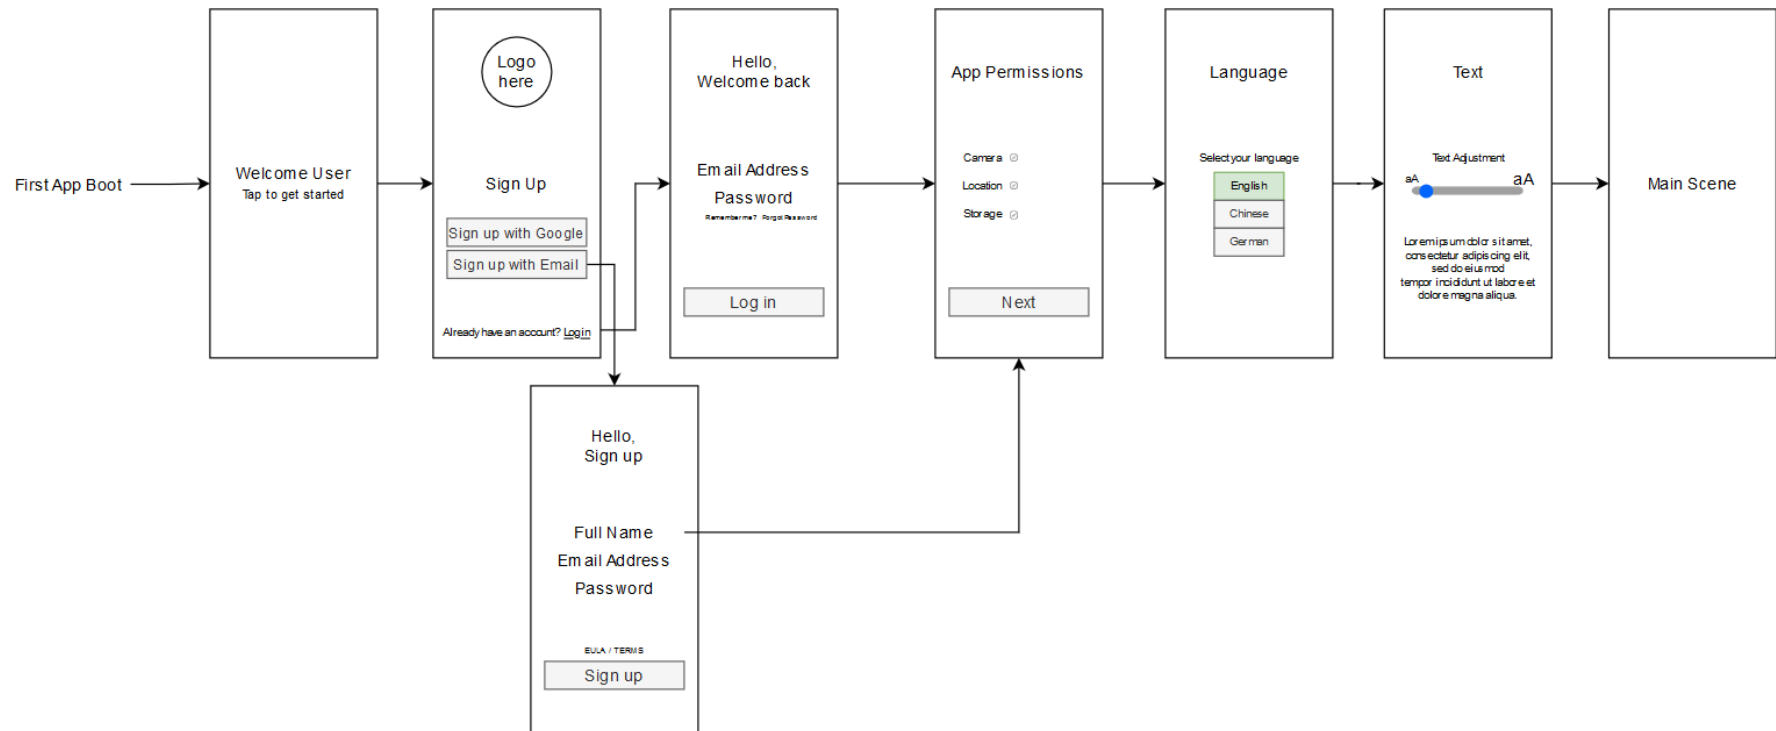 First App Boot
Welcome User
Tap to get started
Logo
here
Sign Up
Sign up with Google
Sign up with Email
Already have an account? Login
Hello,
Welcome back
Email Address
Password
Remember me? Forgot Password
Log in
App Permissions
Camera
Location
Storage
Next
Language
Select your language
English
Chinese
German
Text
Text Adjustment
aA aA
Lorem ipsum dolor sit amet,
consectetur adipiscing elit,
sed do eiusmod
tempor incididunt ut labore et
dolore magna aliqua.
Main Scene
Hello,
Sign up
Full Name
Email Address
Password
EULA / TERMS
Sign up